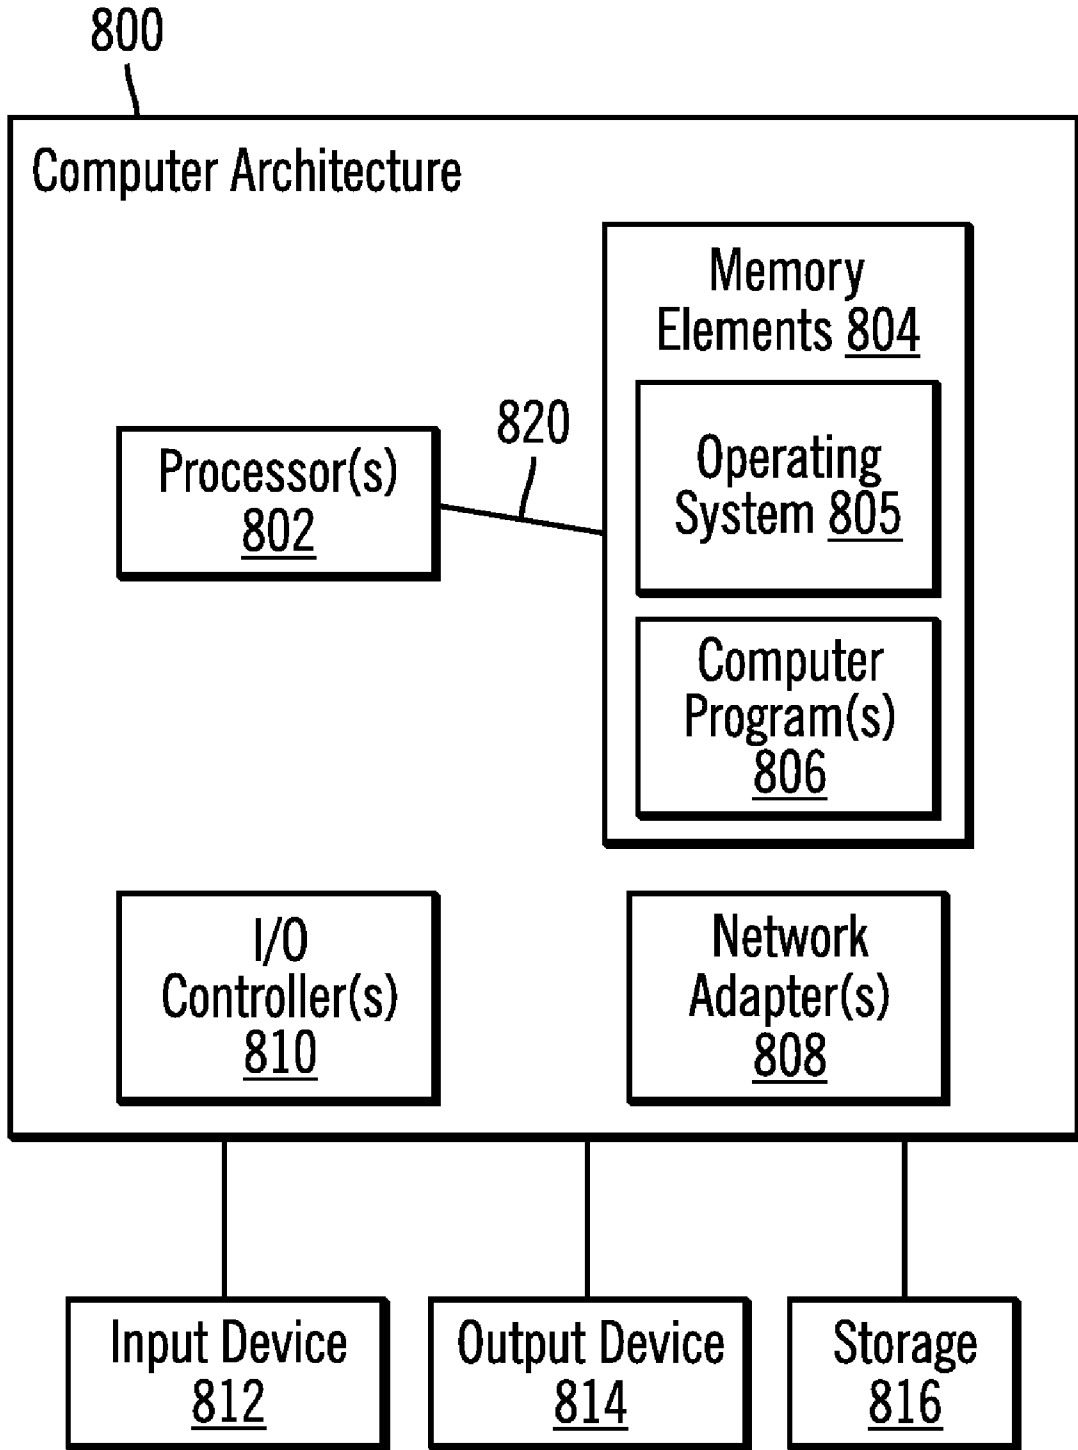 800
Computer Architecture
Memory
Elements 804
820
Operating
System 805
Processor(s)
802
Computer
Program(s)
806
I/O
Controller(s)
810
Network
Adapter(s)
808
Input Device
812
Output Device
814
Storage
816